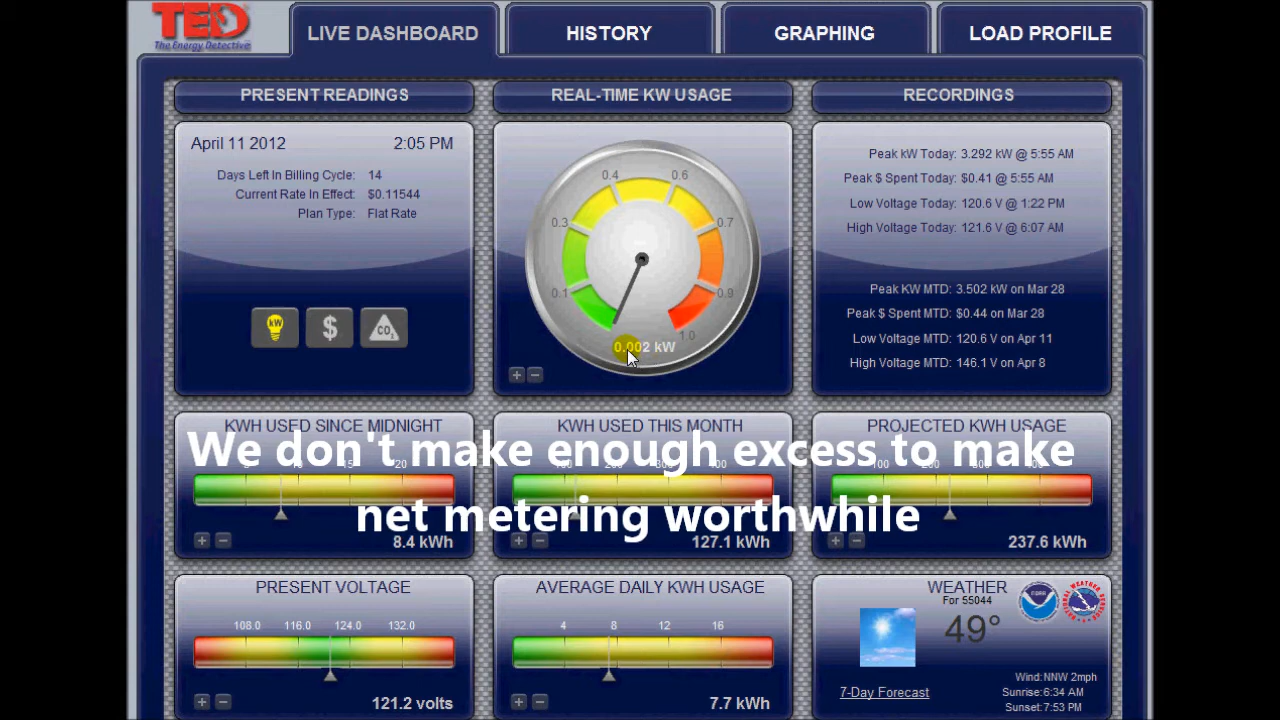 TED
The Energy Detective
LIVE DASHBOARD
HISTORY
GRAPHING
LOAD PROFILE
PRESENT READINGS
April 11 2012 2:05 PM
Days Left In Billing Cycle: 14
Current Rate In Effect: $0.11544
Plan Type: Flat Rate
kW
$
CO₂
REAL-TIME KW USAGE
0.4 0.6
0.3 0.7
0.1 0.9
1.0
0.002 kW
+ −
RECORDINGS
Peak kW Today: 3.292 kW @ 5:55 AM
Peak $ Spent Today: $0.41 @ 5:55 AM
Low Voltage Today: 120.6 V @ 1:22 PM
High Voltage Today: 121.6 V @ 6:07 AM
Peak KW MTD: 3.502 kW on Mar 28
Peak $ Spent MTD: $0.44 on Mar 28
Low Voltage MTD: 120.6 V on Apr 11
High Voltage MTD: 146.1 V on Apr 8
KWH USED SINCE MIDNIGHT
20
+ −
8.4 kWh
KWH USED THIS MONTH
+ −
127.1 kWh
PROJECTED KWH USAGE
+ −
237.6 kWh
We don't make enough excess to make
net metering worthwhile
PRESENT VOLTAGE
108.0 116.0 124.0 132.0
+ −
121.2 volts
AVERAGE DAILY KWH USAGE
4 8 12 16
+ −
7.7 kWh
WEATHER
For 55044
49°
7-Day Forecast
Wind:NNW 2mph
Sunrise:6:34 AM
Sunset:7:53 PM